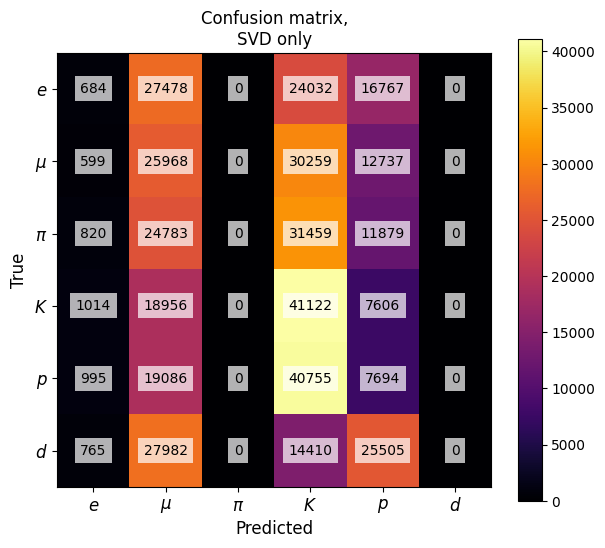 Confusion matrix,
SVD only
e 684 27478 0 24032 16767 0
μ 599 25968 0 30259 12737 0
π 820 24783 0 31459 11879 0
K 1014 18956 0 41122 7606 0
p 995 19086 0 40755 7694 0
d 765 27982 0 14410 25505 0
e μ π K p d
Predicted
True
40000
35000
30000
25000
20000
15000
10000
5000
0